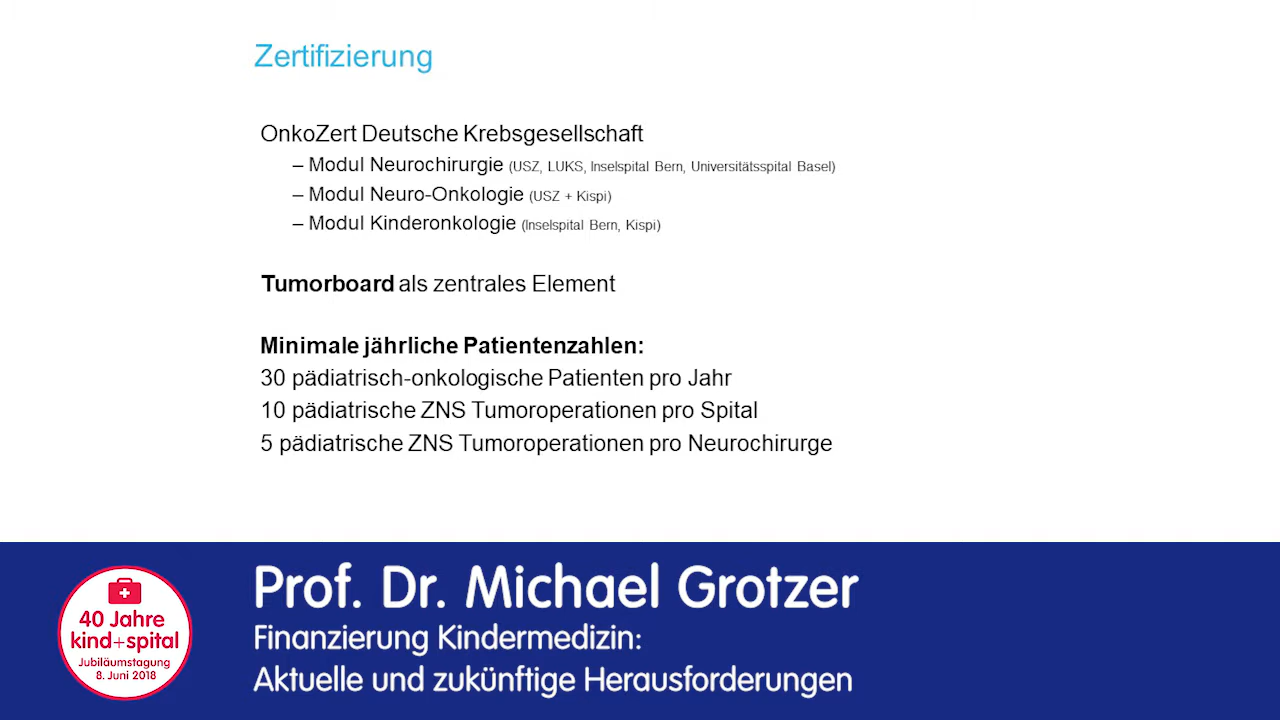 Zertifizierung
OnkoZert Deutsche Krebsgesellschaft
– Modul Neurochirurgie (USZ, LUKS, Inselspital Bern, Universitätsspital Basel)
– Modul Neuro-Onkologie (USZ + Kispi)
– Modul Kinderonkologie (Inselspital Bern, Kispi)
Tumorboard als zentrales Element
Minimale jährliche Patientenzahlen:
30 pädiatrisch-onkologische Patienten pro Jahr
10 pädiatrische ZNS Tumoroperationen pro Spital
5 pädiatrische ZNS Tumoroperationen pro Neurochirurge
40 Jahre
kind+spital
Jubiläumstagung
8. Juni 2018
Prof. Dr. Michael Grotzer
Finanzierung Kindermedizin:
Aktuelle und zukünftige Herausforderungen